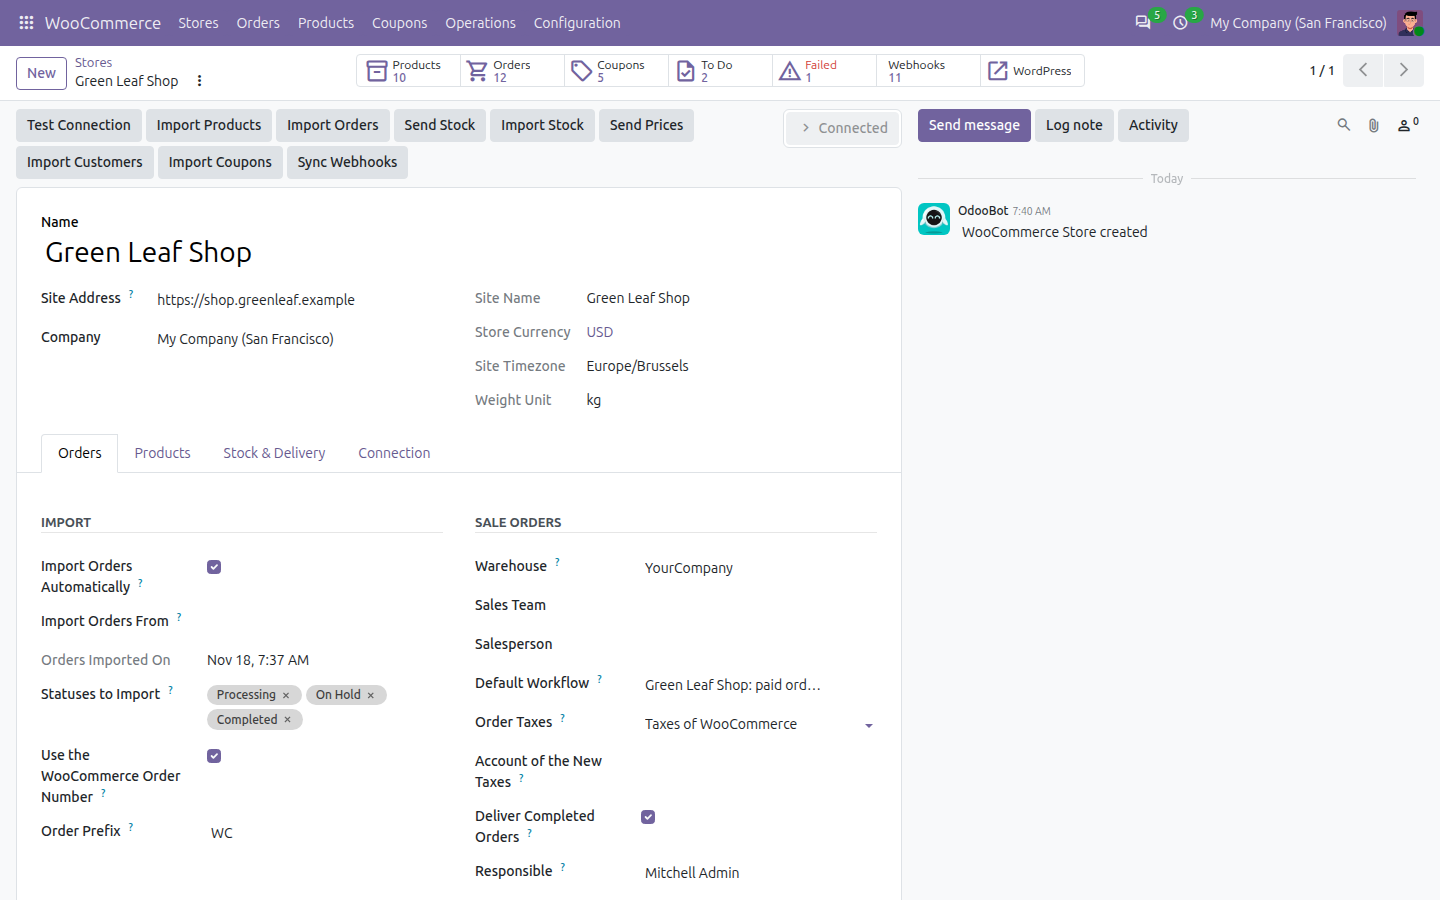 WooCommerce Stores Orders Products Coupons Operations Configuration 5 3 My Company (San Francisco)
New Stores Green Leaf Shop
Products 10 Orders 12 Coupons 5 To Do 2 Failed 1 Webhooks 11 WordPress 1 / 1
Test Connection Import Products Import Orders Send Stock Import Stock Send Prices Connected
Import Customers Import Coupons Sync Webhooks
Send message Log note Activity 0
Today
OdooBot 7:40 AM
WooCommerce Store created
Name
Green Leaf Shop
Site Address ? https://shop.greenleaf.example
Company My Company (San Francisco)
Site Name Green Leaf Shop
Store Currency USD
Site Timezone Europe/Brussels
Weight Unit kg
Orders Products Stock & Delivery Connection
IMPORT
Import Orders
Automatically ?
Import Orders From ?
Orders Imported On Nov 18, 7:37 AM
Statuses to Import ? Processing × On Hold ×
Completed ×
Use the
WooCommerce Order
Number ?
Order Prefix ? WC
SALE ORDERS
Warehouse ? YourCompany
Sales Team
Salesperson
Default Workflow ? Green Leaf Shop: paid ord...
Order Taxes ? Taxes of WooCommerce
Account of the New
Taxes ?
Deliver Completed
Orders ?
Responsible ? Mitchell Admin